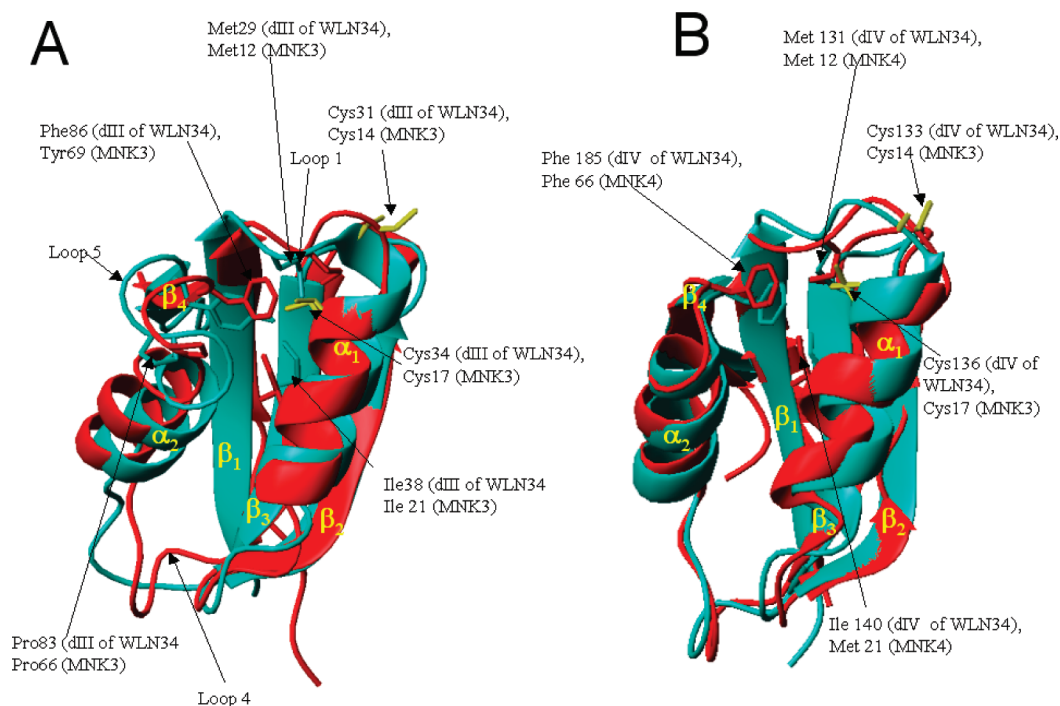 A
Met29 (dIII of WLN34),
Met12 (MNK3)
Cys31 (dIII of WLN34),
Cys14 (MNK3)
Phe86 (dIII of WLN34),
Tyr69 (MNK3)
Loop 1
Loop 5
β4
α1
Cys34 (dIII of WLN34),
Cys17 (MNK3)
α2
β1
Ile38 (dIII of WLN34
Ile 21 (MNK3)
β3
β2
Pro83 (dIII of WLN34
Pro66 (MNK3)
Loop 4
B
Met 131 (dIV of WLN34),
Met 12 (MNK4)
Cys133 (dIV of WLN34),
Cys14 (MNK3)
Phe 185 (dIV of WLN34),
Phe 66 (MNK4)
β4
α1
Cys136 (dIV of
WLN34),
Cys17 (MNK3)
α2
β1
β3
β2
Ile 140 (dIV of WLN34),
Met 21 (MNK4)